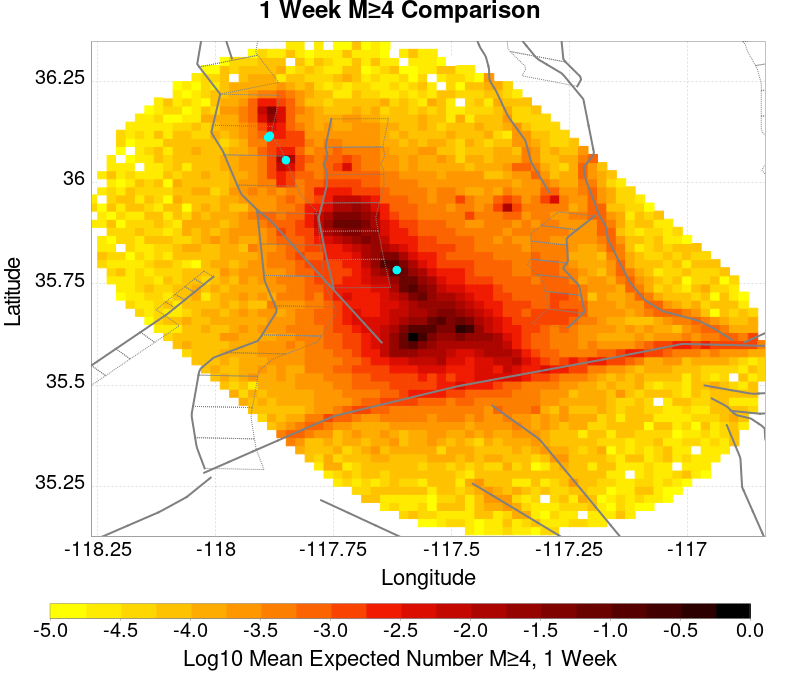 1 Week M≥4 Comparison
36.25
36
35.75
35.5
35.25
Latitude
-118.25 -118 -117.75 -117.5 -117.25 -117
Longitude
-5.0 -4.5 -4.0 -3.5 -3.0 -2.5 -2.0 -1.5 -1.0 -0.5 0.0
Log10 Mean Expected Number M≥4, 1 Week